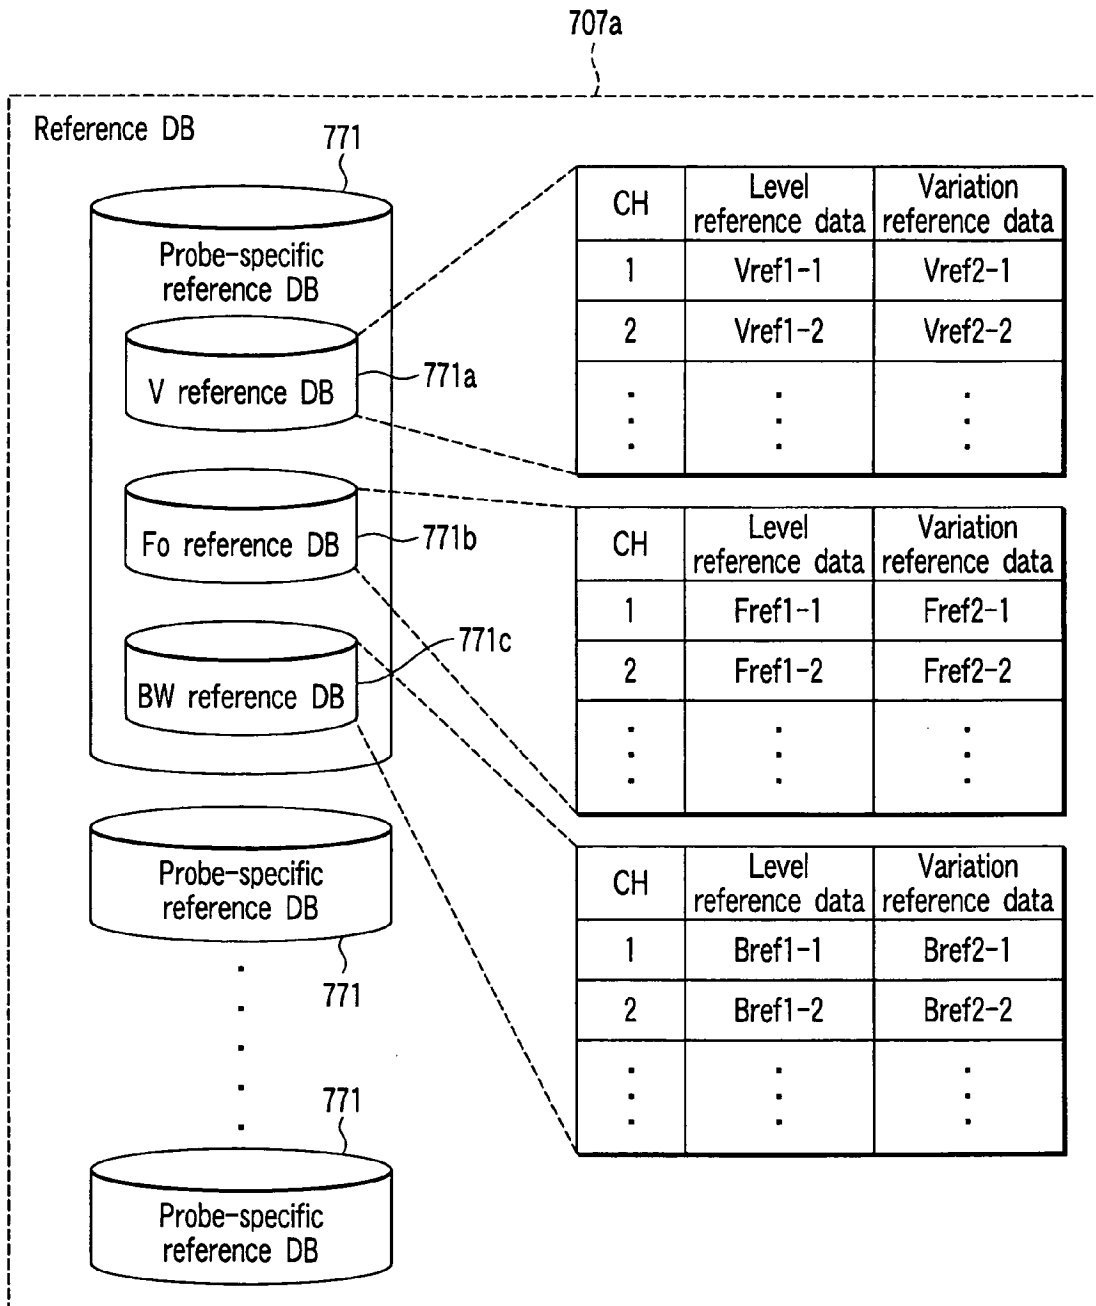 707a
Reference DB
771
Probe-specific
reference DB
V reference DB
771a
Fo reference DB
771b
BW reference DB
771c
CH Level reference data Variation reference data
1 Vref1-1 Vref2-1
2 Vref1-2 Vref2-2
CH Level reference data Variation reference data
1 Fref1-1 Fref2-1
2 Fref1-2 Fref2-2
CH Level reference data Variation reference data
1 Bref1-1 Bref2-1
2 Bref1-2 Bref2-2
Probe-specific
reference DB
771
771
Probe-specific
reference DB